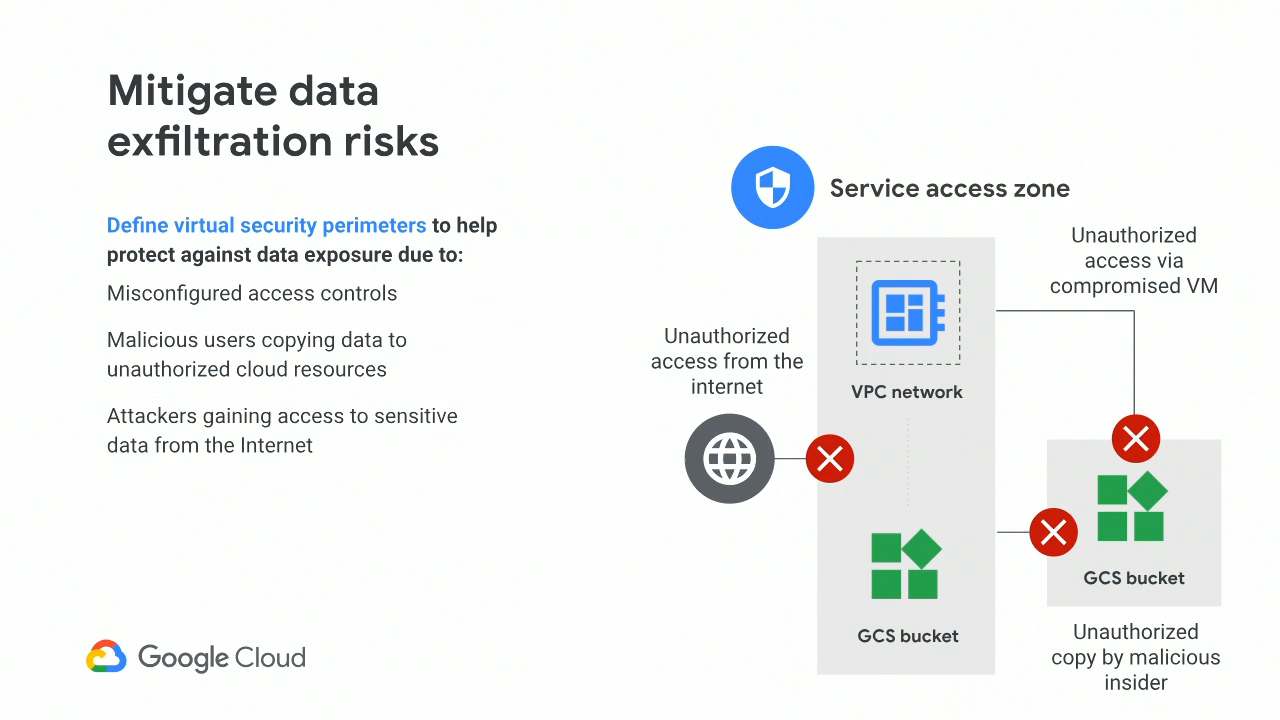 Mitigate data
exfiltration risks
Define virtual security perimeters to help
protect against data exposure due to:
Misconfigured access controls
Malicious users copying data to
unauthorized cloud resources
Attackers gaining access to sensitive
data from the Internet
Google Cloud
Service access zone
Unauthorized
access via
compromised VM
Unauthorized
access from the
internet
VPC network
GCS bucket
GCS bucket
Unauthorized
copy by malicious
insider